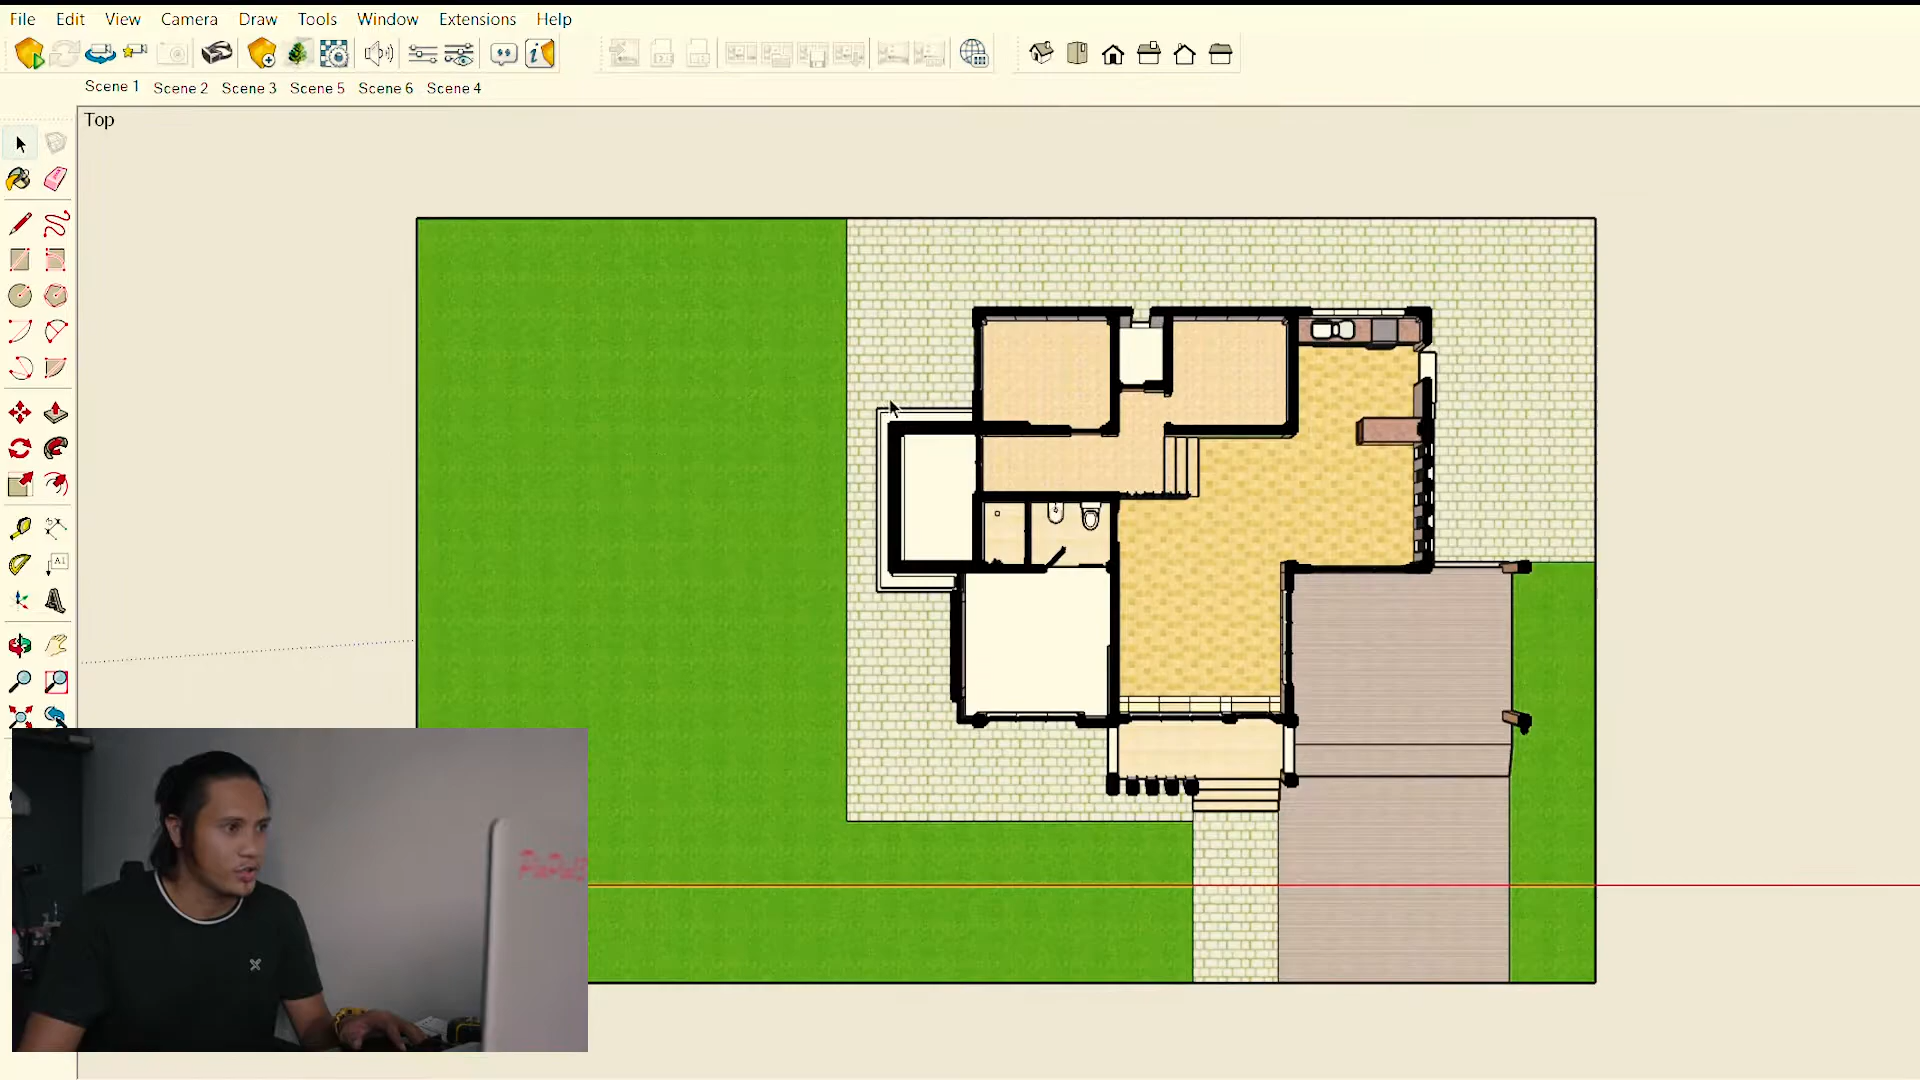 File Edit View Camera Draw Tools Window Extensions Help
Scene 1 Scene 2 Scene 3 Scene 5 Scene 6 Scene 4
Top
A1